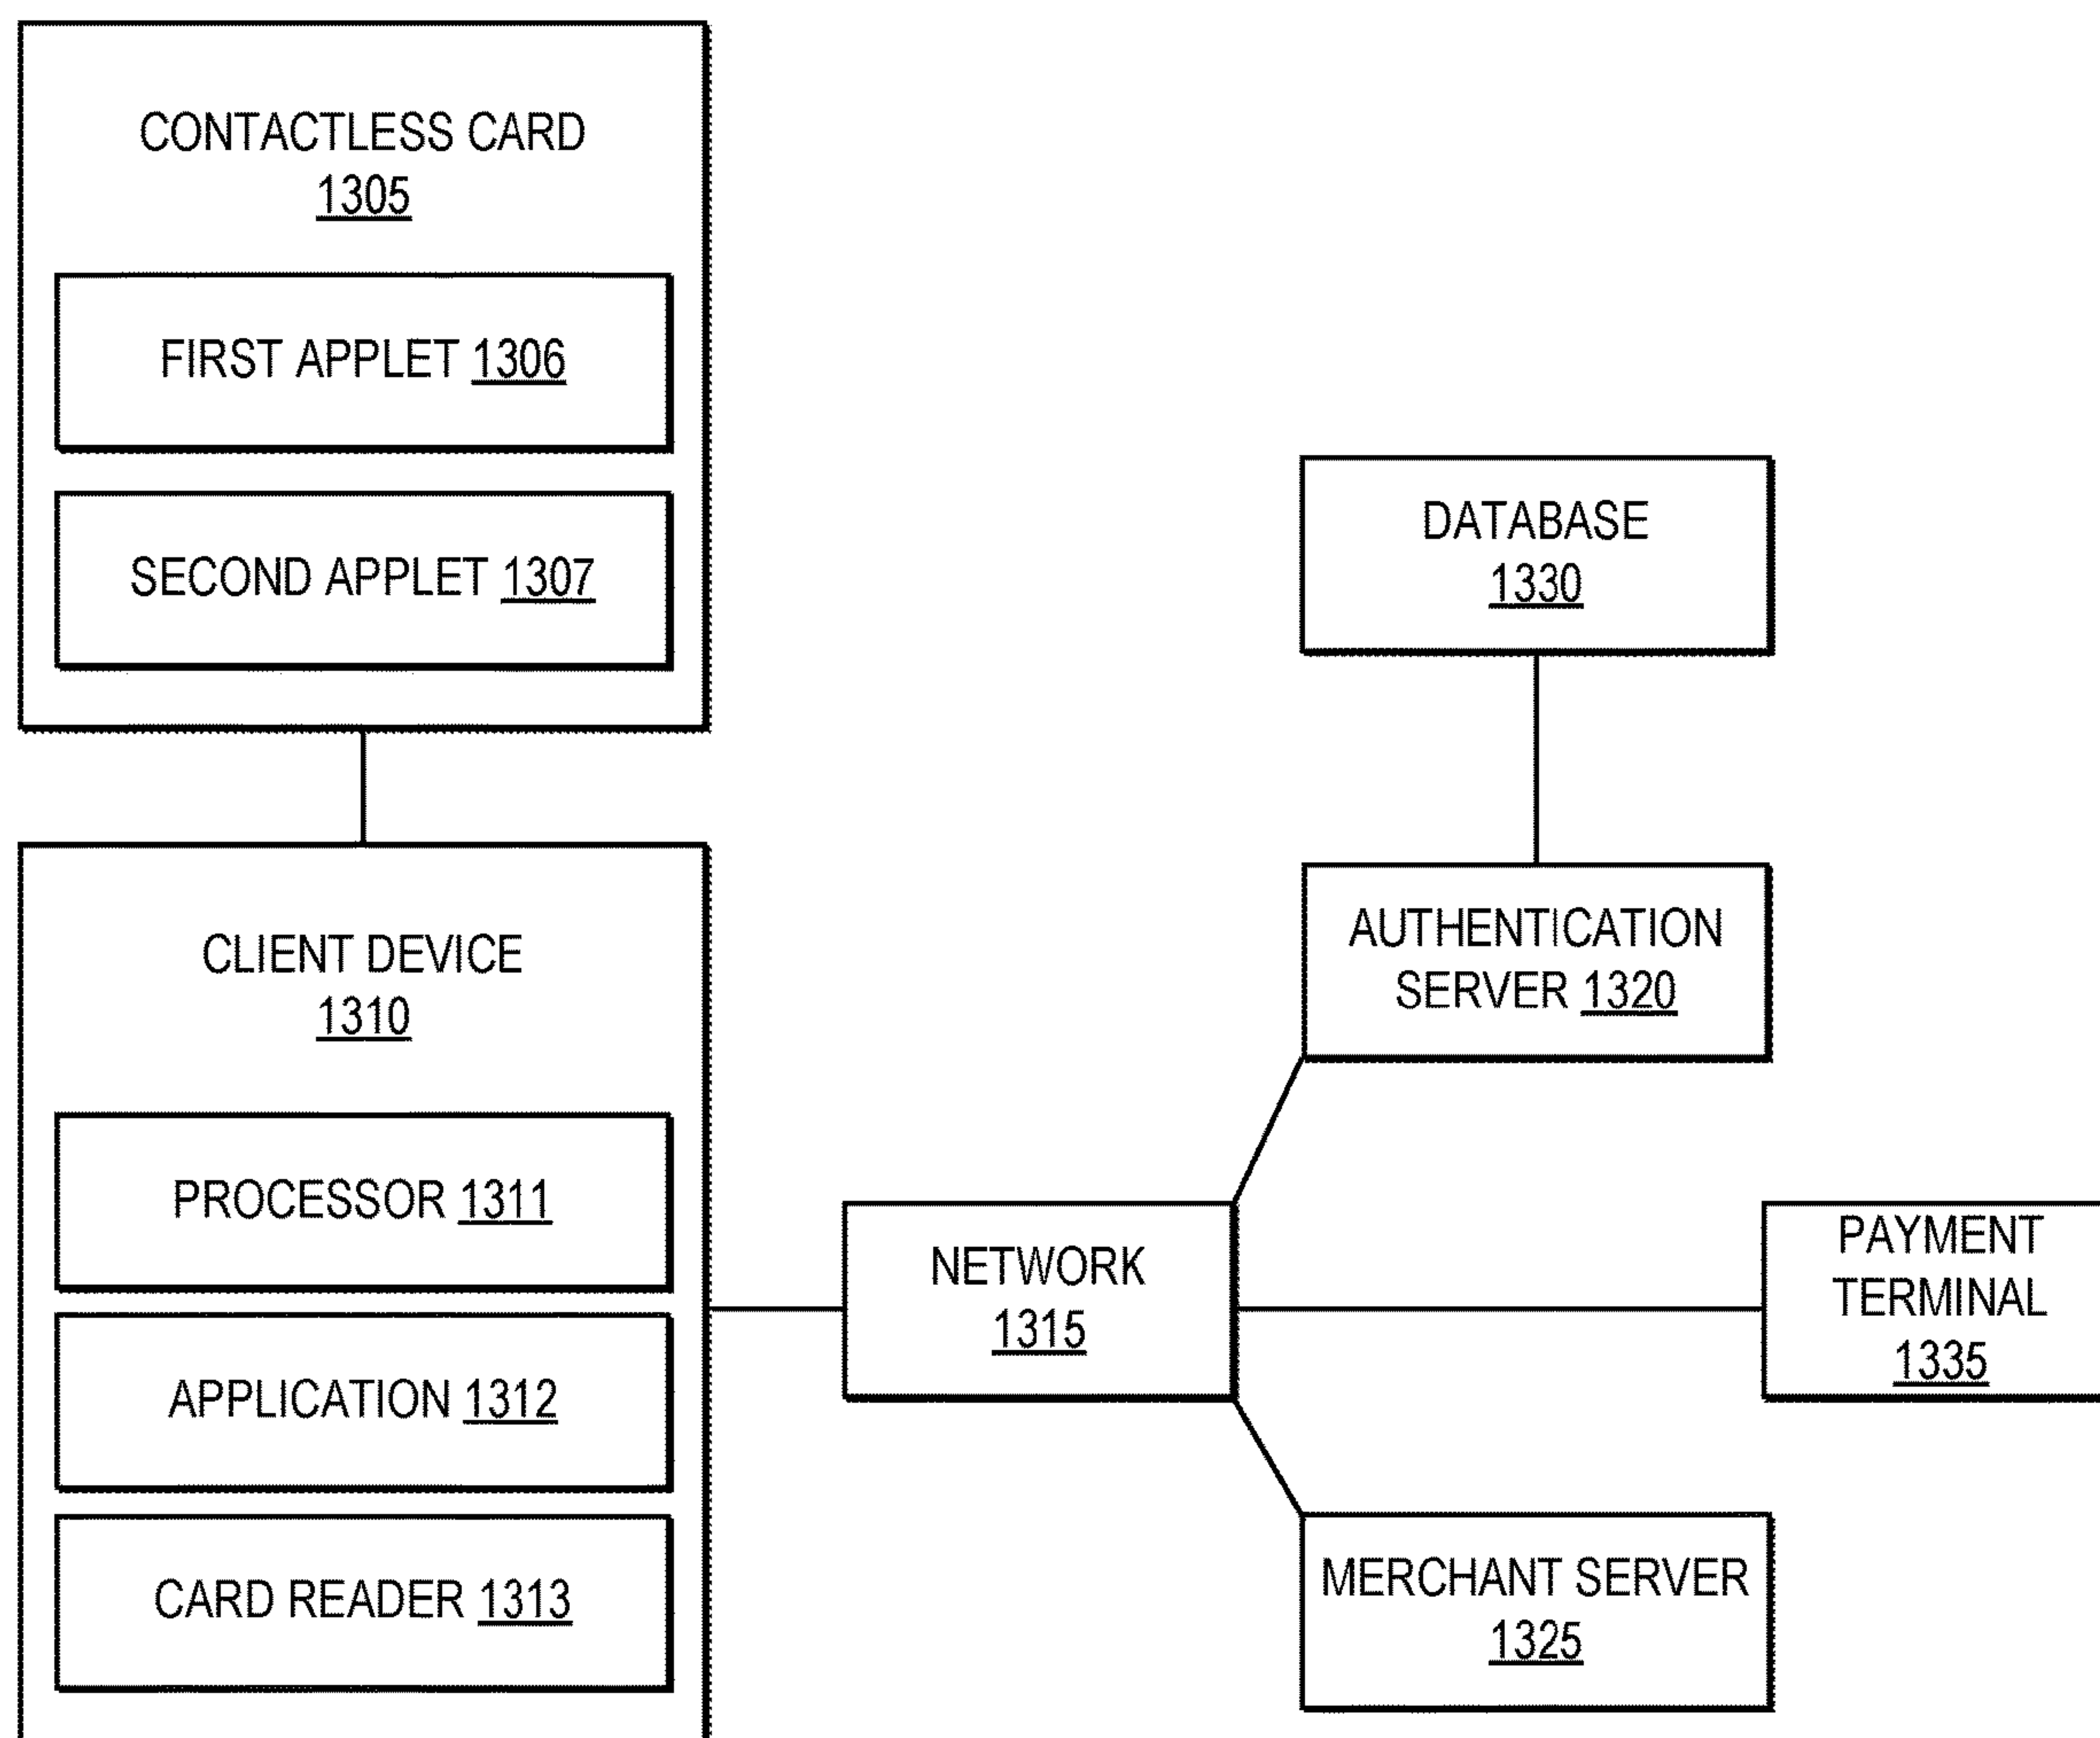 CONTACTLESS CARD
1305
FIRST APPLET 1306
SECOND APPLET 1307
CLIENT DEVICE
1310
PROCESSOR 1311
APPLICATION 1312
CARD READER 1313
NETWORK
1315
DATABASE
1330
AUTHENTICATION
SERVER 1320
PAYMENT
TERMINAL
1335
MERCHANT SERVER
1325